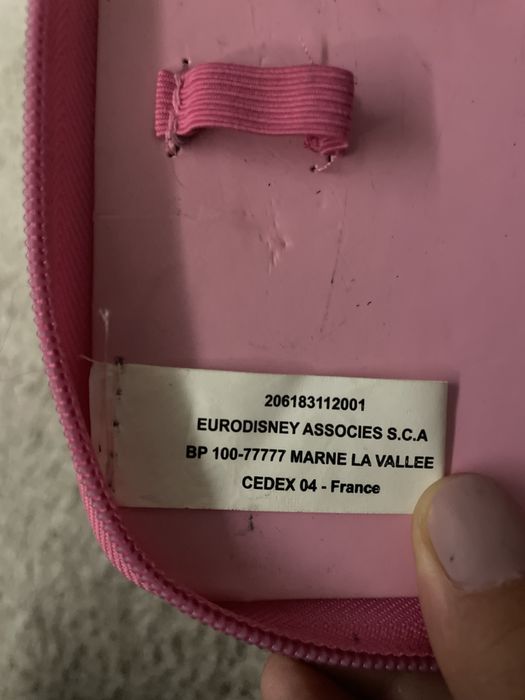 206183112001
EURODISNEY ASSOCIES S.C.A
BP 100-77777 MARNE LA VALLEE
CEDEX 04 - France